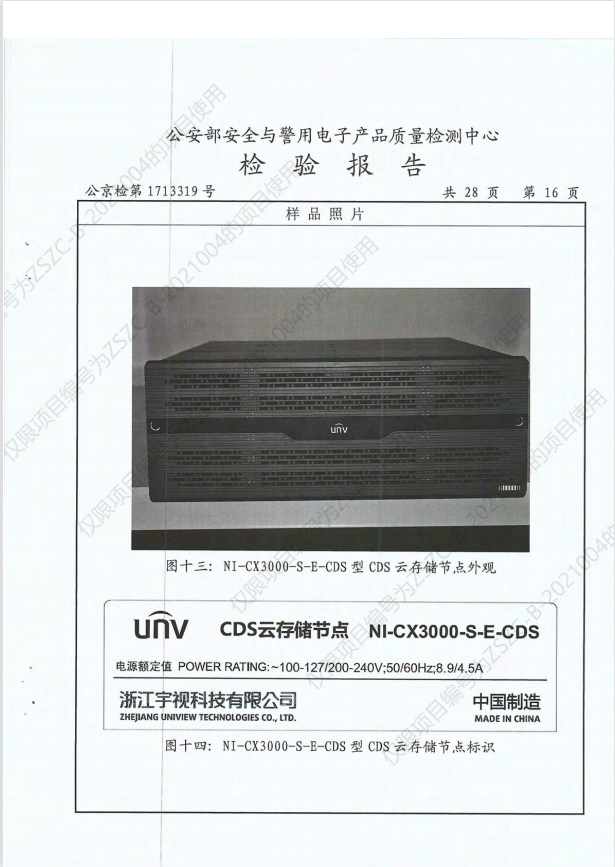 公安部安全与警用电子产品质量检测中心
检验报告
公京检第 1713319 号 共 28 页 第 16 页
样品照片
unv
图十三: NI-CX3000-S-E-CDS 型 CDS 云存储节点外观
unv CDS云存储节点 NI-CX3000-S-E-CDS
电源额定值 POWER RATING:~100-127/200-240V;50/60Hz;8.9/4.5A
浙江宇视科技有限公司 中国制造
ZHEJIANG UNIVIEW TECHNOLOGIES CO., LTD. MADE IN CHINA
图十四: NI-CX3000-S-E-CDS 型 CDS 云存储节点标识
仅限项目编号为ZSZC-B-2021004的项目使用